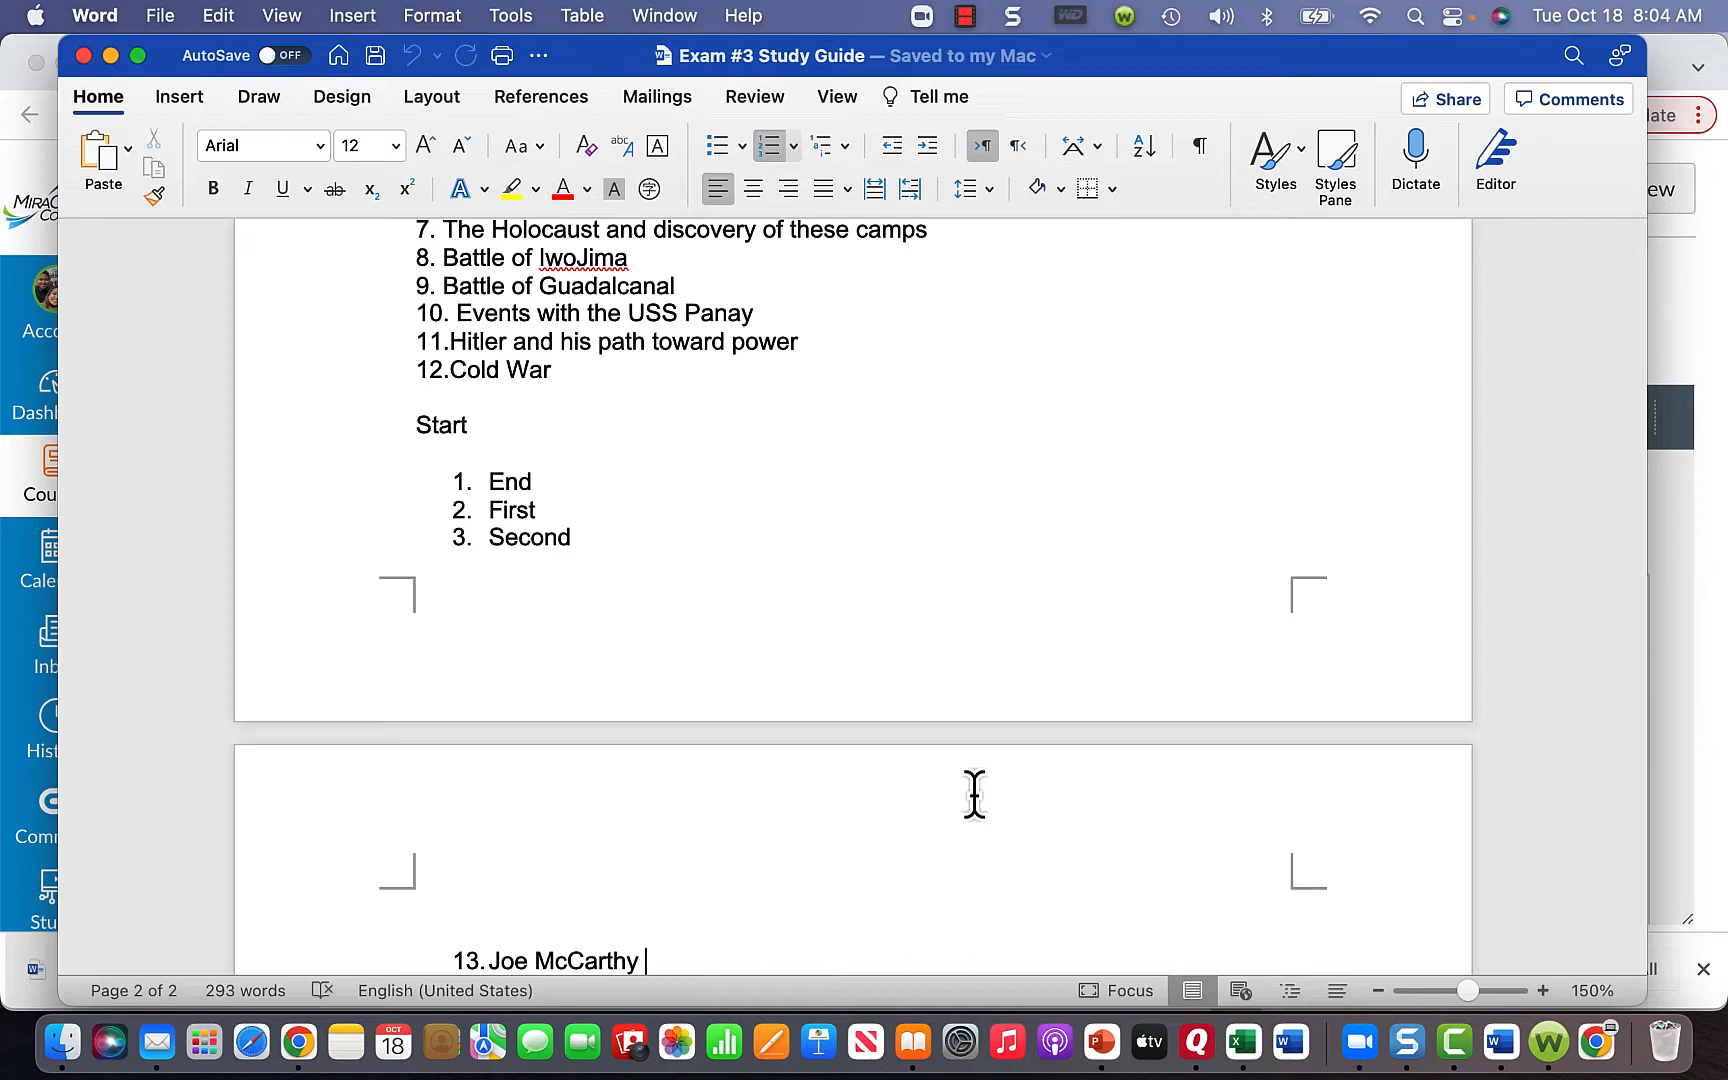 Word File Edit View Insert Format Tools Table Window Help Tue Oct 18 8:04 AM
AutoSave OFF Exam #3 Study Guide — Saved to my Mac
Home Insert Draw Design Layout References Mailings Review View Tell me Share Comments
Paste Arial 12 Styles Styles Pane Dictate Editor
7. The Holocaust and discovery of these camps
8. Battle of IwoJima
9. Battle of Guadalcanal
10. Events with the USS Panay
11.Hitler and his path toward power
12.Cold War
Start
1. End
2. First
3. Second
13.Joe McCarthy
Page 2 of 2 293 words English (United States) Focus 150%
OCT
18
tv